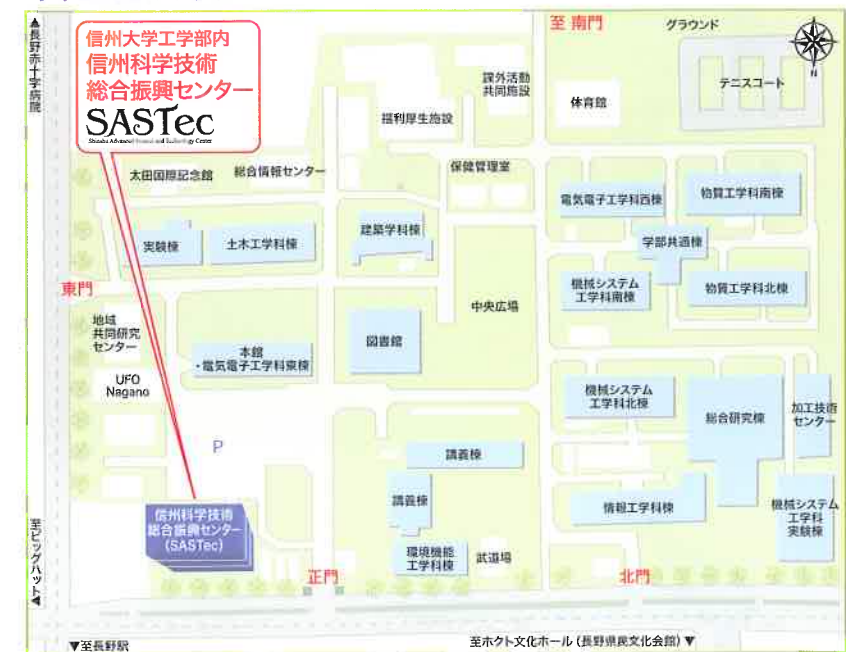 ▲長野赤十字病院
信州大学工学部内
信州科学技術
総合振興センター
SASTec
Shinshu Advanced Science and Technology Center
至 南門
グラウンド
N
テニスコート
課外活動
共同施設
体育館
福利厚生施設
太田国際記念館
総合情報センター
保健管理室
電気電子工学科西棟
物質工学科南棟
実験棟
土木工学科棟
建築学科棟
学部共通棟
東門
機械システム
工学科南棟
物質工学科北棟
中央広場
地域
共同研究
センター
図書館
本館
・電気電子工学科東棟
UFO
Nagano
機械システム
工学科北棟
総合研究棟
加工技術
センター
P
講義棟
講義棟
情報工学科棟
機械システム
工学科
実験棟
信州科学技術
総合振興センター
(SASTec)
環境機能
工学科棟
武道場
正門
北門
至ビッグハット▲
▼至長野駅
至ホクト文化ホール(長野県民文化会館)▼